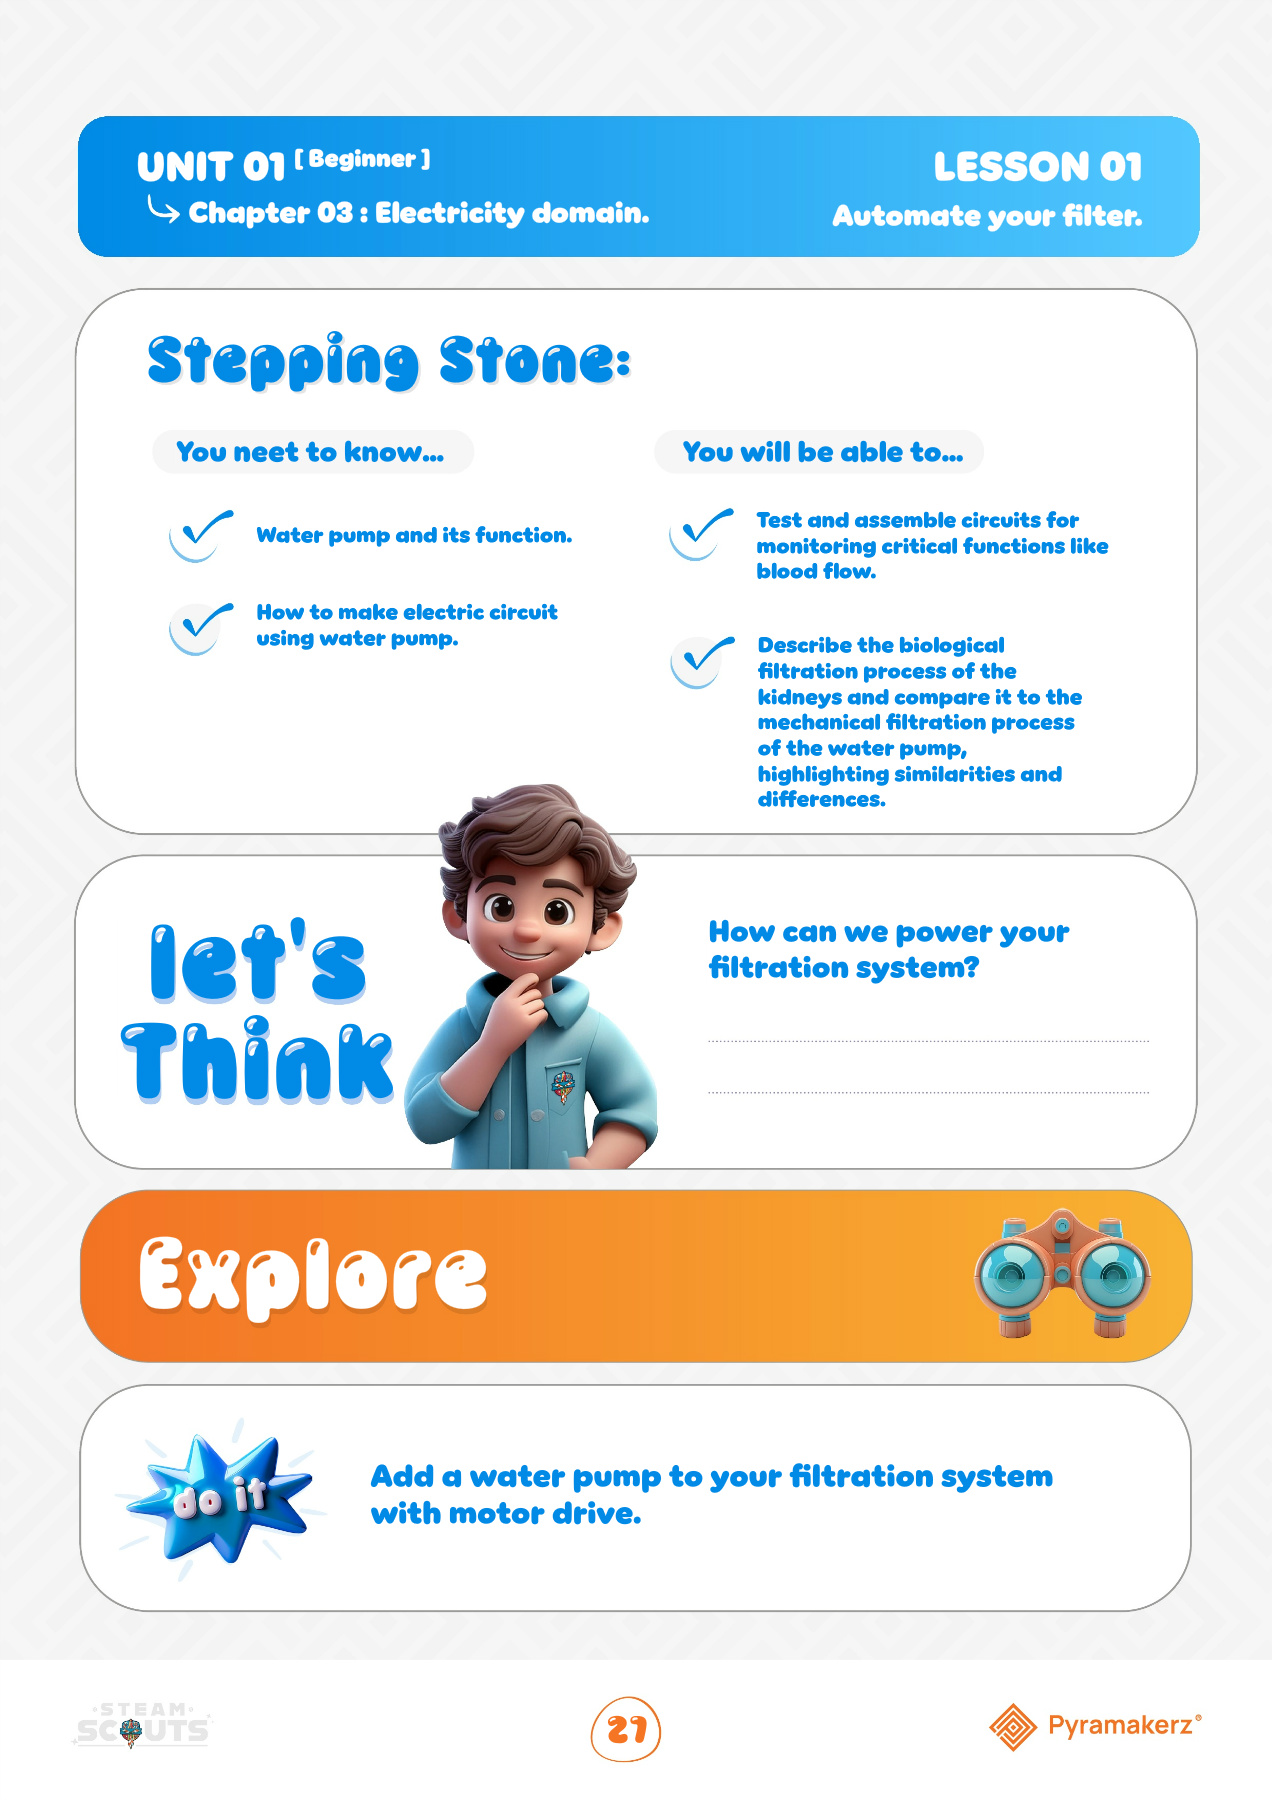 UNIT 01 [ Beginner ]
Chapter 03 : Electricity domain.
LESSON 01
Automate your filter.
Stepping Stone:
You neet to know...
Water pump and its function.
How to make electric circuit
using water pump.
You will be able to...
Test and assemble circuits for
monitoring critical functions like
blood flow.
Describe the biological
filtration process of the
kidneys and compare it to the
mechanical filtration process
of the water pump,
highlighting similarities and
differences.
let's
Think
How can we power your
filtration system?
Explore
do it
Add a water pump to your filtration system
with motor drive.
STEAM
SCOUTS
27
Pyramakerz®